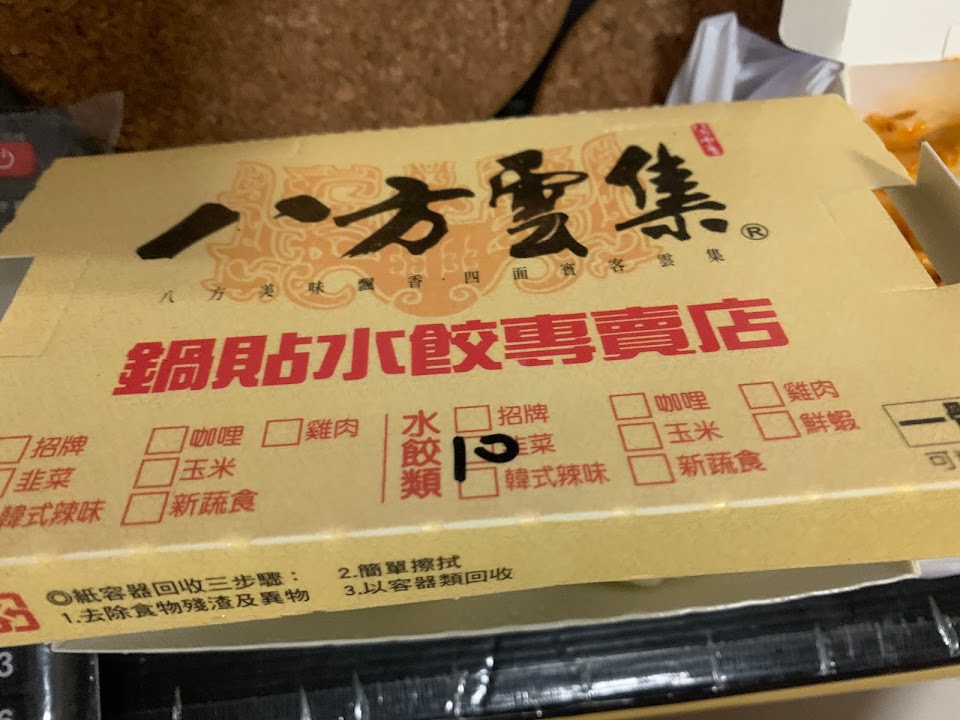 八方雲集®
八方美味飄香‧四面賓客雲集
鍋貼水餃專賣店
招牌 咖哩 雞肉
韭菜 玉米
韓式辣味 新蔬食
水餃類
招牌 咖哩 雞肉
10 韭菜 玉米 鮮蝦
韓式辣味 新蔬食
一
可
◎紙容器回收三步驟：
1.去除食物殘渣及異物
2.簡單擦拭
3.以容器類回收
3